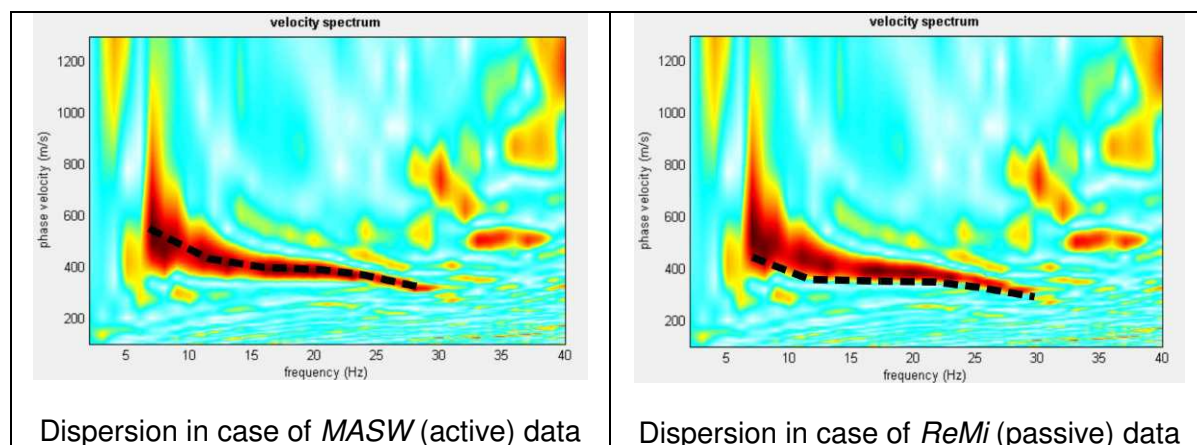 velocity spectrum
1200
1000
800
600
400
200
phase velocity (m/s)
5 10 15 20 25 30 35 40
frequency (Hz)
Dispersion in case of MASW (active) data
velocity spectrum
1200
1000
800
600
400
200
phase velocity (m/s)
5 10 15 20 25 30 35 40
frequency (Hz)
Dispersion in case of ReMi (passive) data